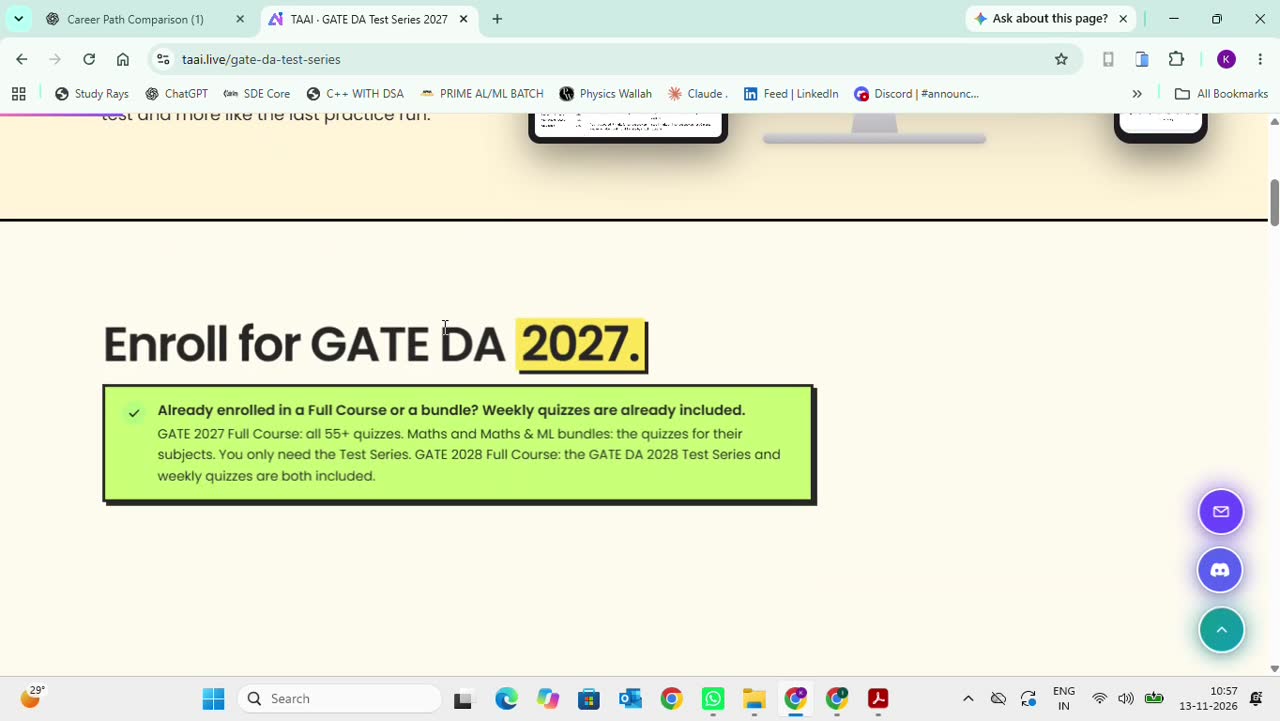 Career Path Comparison (1)
TAAI · GATE DA Test Series 2027
Ask about this page?
taai.live/gate-da-test-series
K
Study Rays
ChatGPT
SDE Core
C++ WITH DSA
PRIME AL/ML BATCH
Physics Wallah
Claude .
Feed | LinkedIn
Discord | #announc...
All Bookmarks
test and more like the last practice run.
Enroll for GATE DA 2027.
Already enrolled in a Full Course or a bundle? Weekly quizzes are already included.
GATE 2027 Full Course: all 55+ quizzes. Maths and Maths & ML bundles: the quizzes for their
subjects. You only need the Test Series. GATE 2028 Full Course: the GATE DA 2028 Test Series and
weekly quizzes are both included.
29°
Search
ENG
IN
10:57
13-11-2026